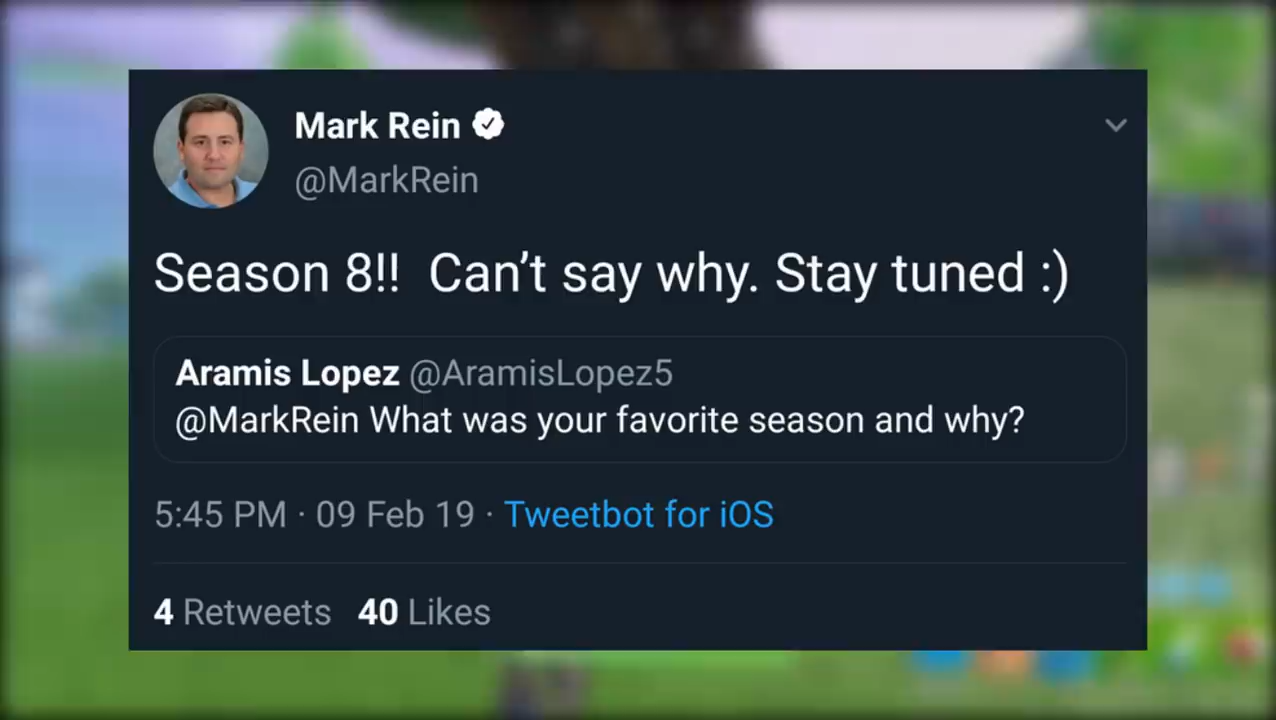 Mark Rein
@MarkRein
Season 8!! Can’t say why. Stay tuned :)
Aramis Lopez @AramisLopez5
@MarkRein What was your favorite season and why?
5:45 PM · 09 Feb 19 · Tweetbot for iOS
4 Retweets 40 Likes